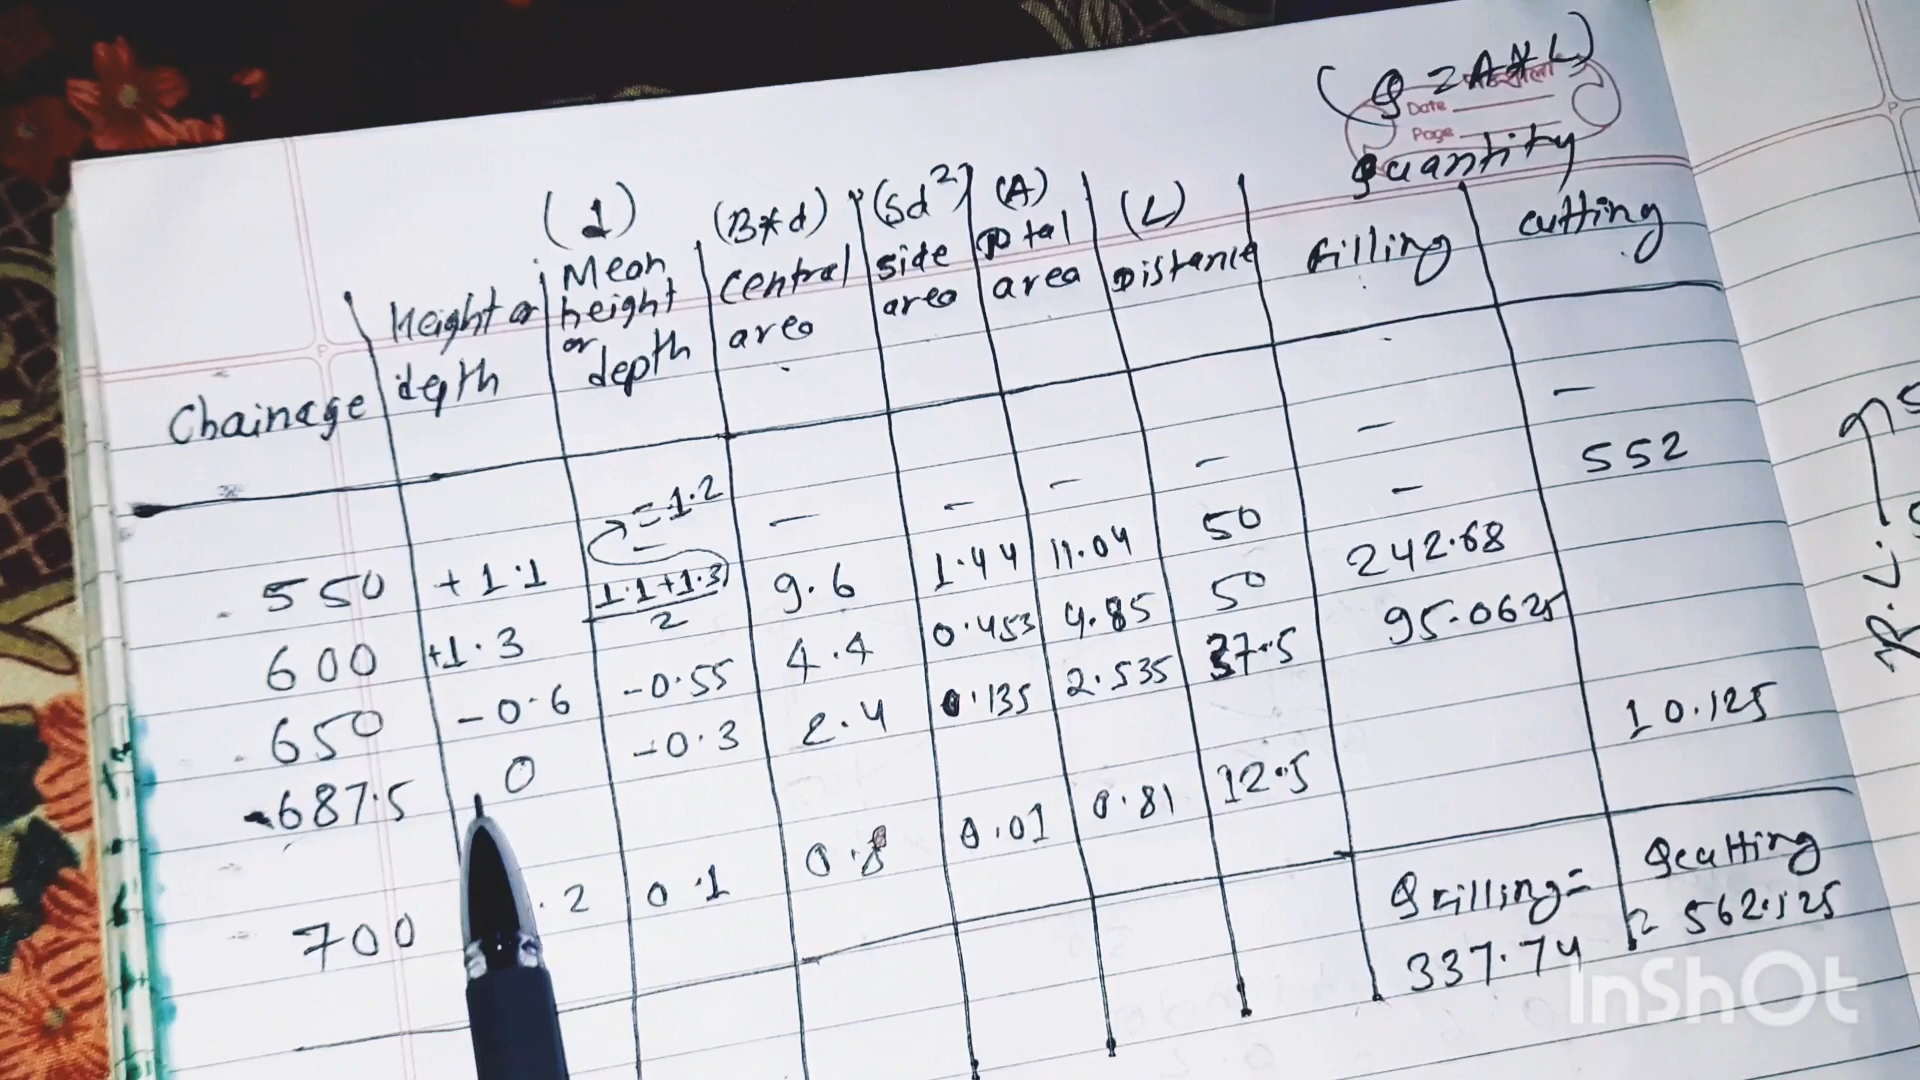 (Q = A*L)
Date
Page
Quantity
(d) (B*d) (Sd²) (A) (L)
Chainage Height or depth Mean height or depth central area side area total area Distance filling cutting
550 +1.1 — — — — — —
600 +1.3 1.1+1.3/2 = 1.2 9.6 1.44 11.04 50 — 552
650 -0.6 -0.55 4.4 0.453 4.85 50 242.68
687.5 0 -0.3 2.4 0.135 2.535 37.5 95.0625
700 .2 0.1 0.8 0.01 0.81 12.5 10.125
Qfilling = 337.74
Qcutting = 562.125
InShOt